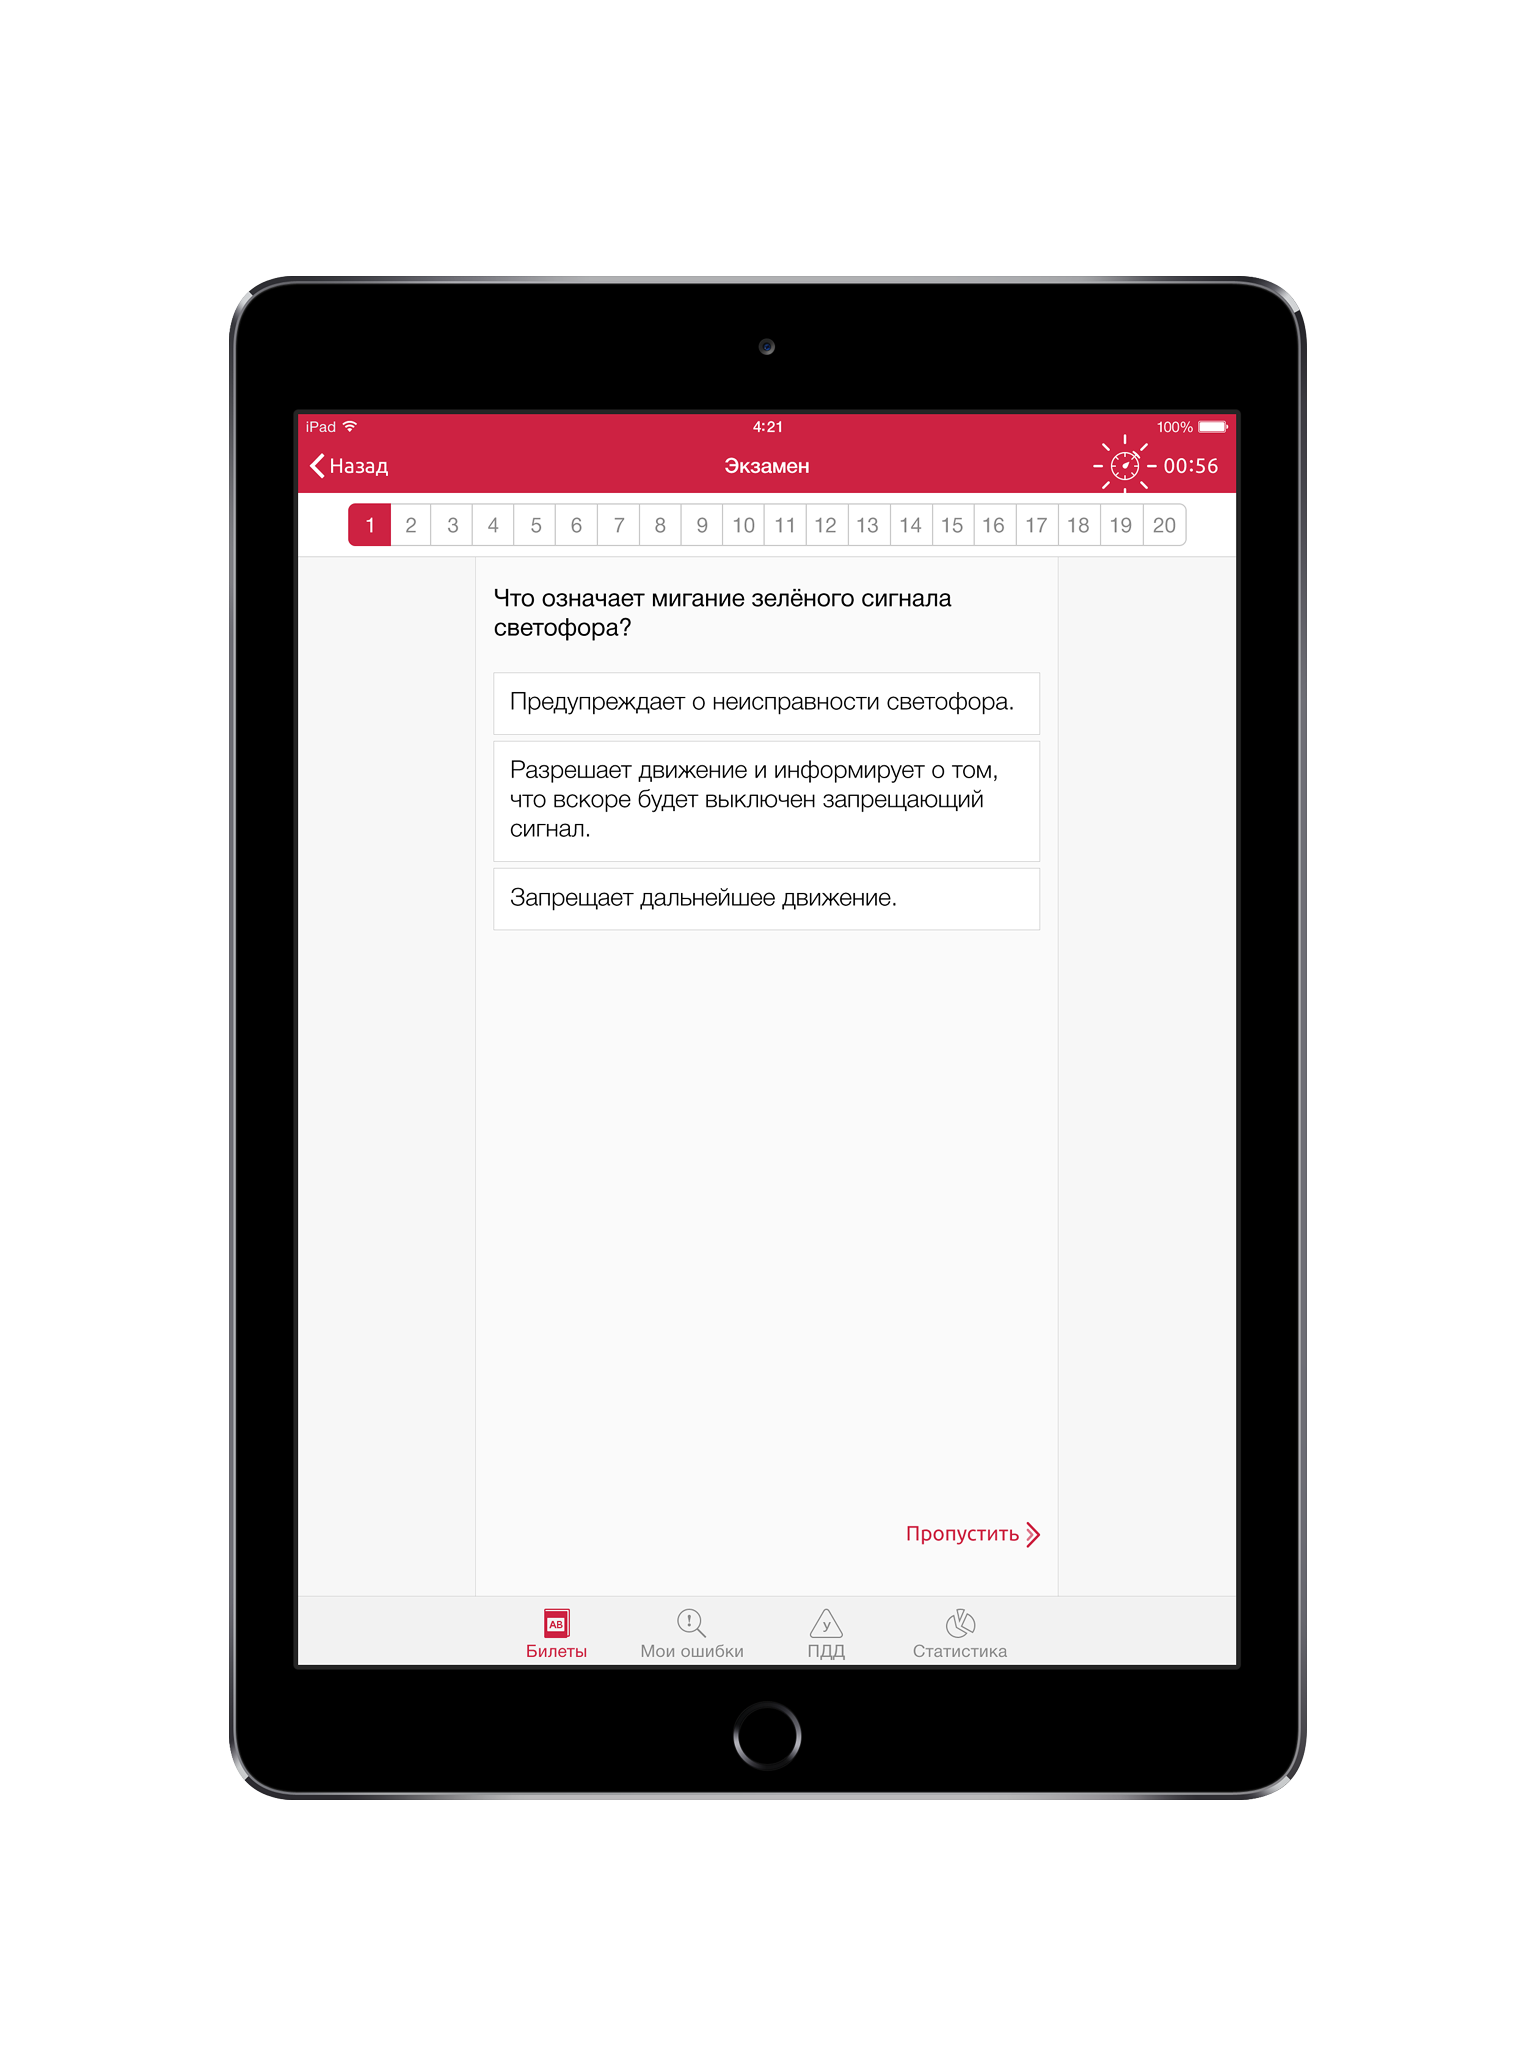 iPad 4:21 100%
Назад Экзамен 00:56
1 2 3 4 5 6 7 8 9 10 11 12 13 14 15 16 17 18 19 20
Что означает мигание зелёного сигнала
светофора?
Предупреждает о неисправности светофора.
Разрешает движение и информирует о том,
что вскоре будет выключен запрещающий
сигнал.
Запрещает дальнейшее движение.
Пропустить
AB У
Билеты Мои ошибки ПДД Статистика